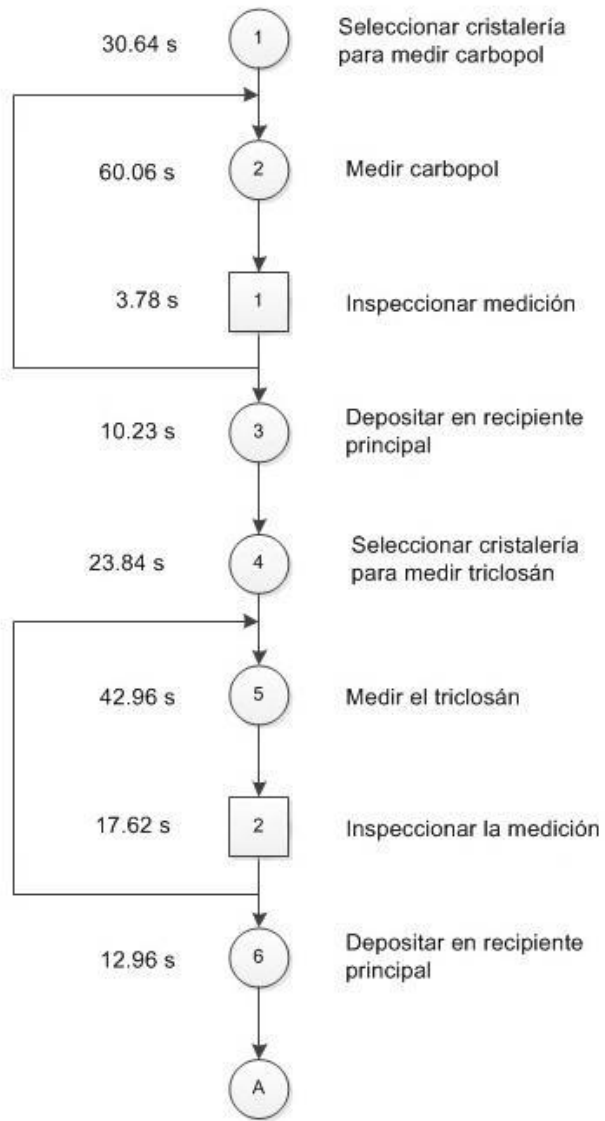 30.64 s
1
Seleccionar cristalería
para medir carbopol
60.06 s
2
Medir carbopol
3.78 s
1
Inspeccionar medición
10.23 s
3
Depositar en recipiente
principal
23.84 s
4
Seleccionar cristalería
para medir triclosán
42.96 s
5
Medir el triclosán
17.62 s
2
Inspeccionar la medición
12.96 s
6
Depositar en recipiente
principal
A